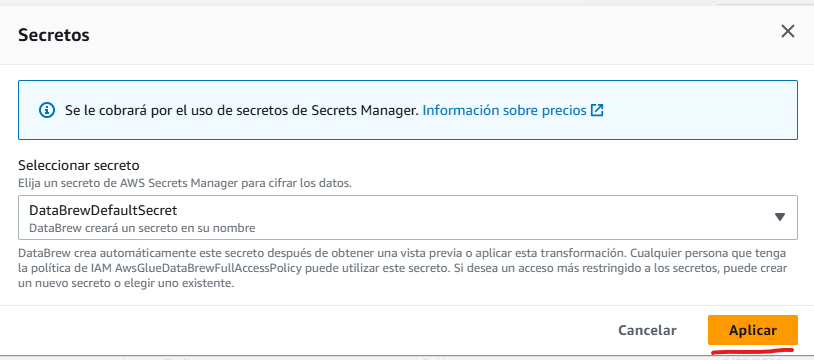 Secretos
Se le cobrará por el uso de secretos de Secrets Manager. Información sobre precios
Seleccionar secreto
Elija un secreto de AWS Secrets Manager para cifrar los datos.
DataBrewDefaultSecret
DataBrew creará un secreto en su nombre
DataBrew crea automáticamente este secreto después de obtener una vista previa o aplicar esta transformación. Cualquier persona que tenga
la política de IAM AwsGlueDataBrewFullAccessPolicy puede utilizar este secreto. Si desea un acceso más restringido a los secretos, puede crear
un nuevo secreto o elegir uno existente.
Cancelar
Aplicar